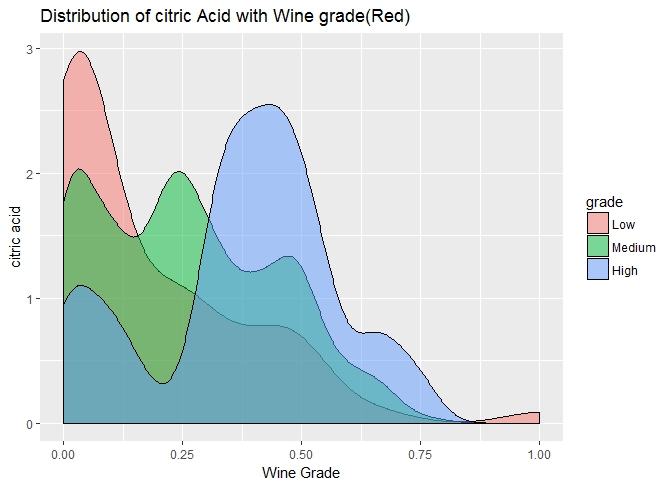 Distribution of citric Acid with Wine grade(Red)
3
2
1
0
citric acid
0.00 0.25 0.50 0.75 1.00
Wine Grade
grade
Low
Medium
High